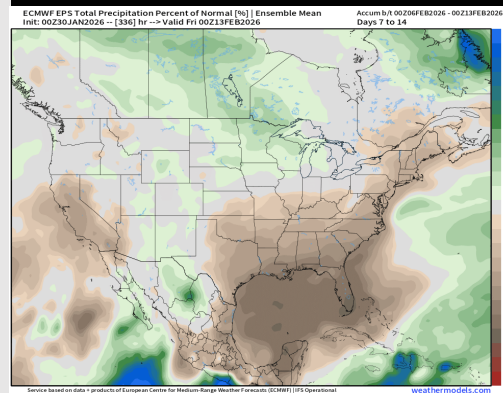 ECMWF EPS Total Precipitation Percent of Normal [%] | Ensemble Mean
Init: 00Z30JAN2026 -- [336] hr --> Valid Fri 00Z13FEB2026
Accum b/t 00Z06FEB2026 - 00Z13FEB2026
Days 7 to 14
Service based on data + products of European Centre for Medium-Range Weather Forecasts (ECMWF) | IFS Operational
weathermodels.com